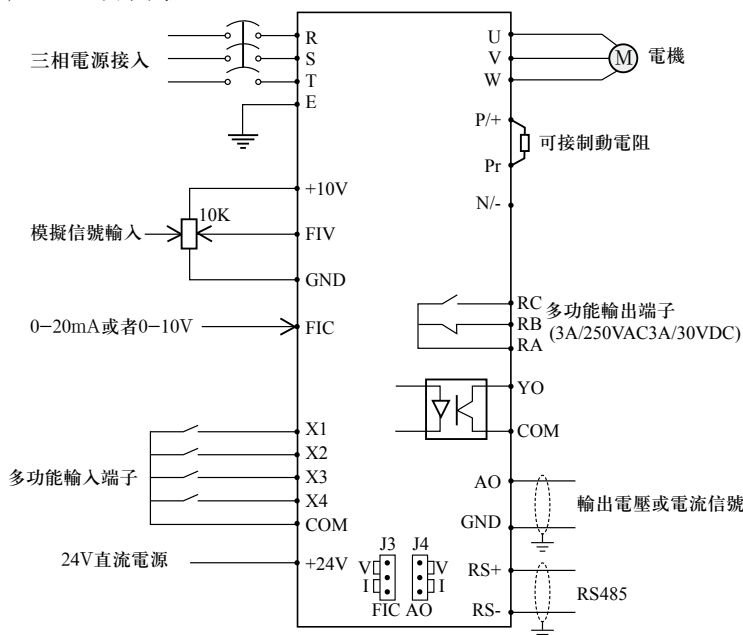 三相電源接入
R
S
T
E
+10V
10K
模擬信號輸入
FIV
GND
0–20mA或者0–10V
FIC
X1
X2
多功能輸入端子
X3
X4
COM
24V直流電源
+24V
J3
J4
V
V
I
I
FIC AO
U
V
W
M
電機
P/+
可接制動電阻
Pr
N/-
RC
多功能輸出端子
RB
(3A/250VAC3A/30VDC)
RA
YO
COM
AO
輸出電壓或電流信號
GND
RS+
RS485
RS-